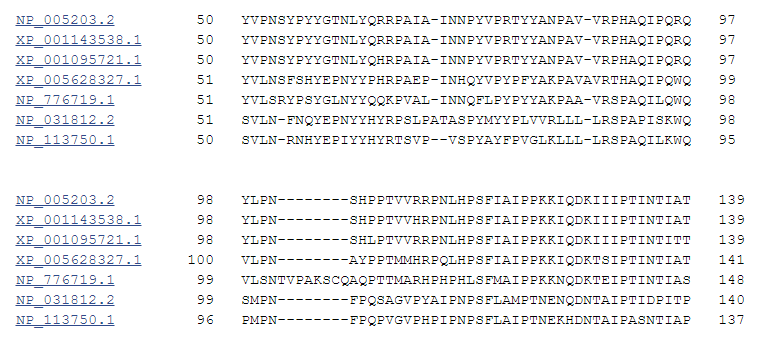 NP_005203.2 50 YVPNSYPYYGTNLYQRRPAIA-INNPYVPRTYYANPAV-VRPHAQIPQRQ 97
XP_001143538.1 50 YVPNSYPYYGTNLYQRRPAIA-INNPYVPRTYYANPAV-VRPHAQIPQRQ 97
XP_001095721.1 50 YVPNSYPYYGTNLYQHRPAIA-INNPYVPRTYYANPAV-VRPHAQIPQRQ 97
XP_005628327.1 51 YVLNSFSHYEPNYYPHRPAEP-INHQYVPYPFYAKPAVAVRTHAQIPQWQ 99
NP_776719.1 51 YVLSRYPSYGLNYYQQKPVAL-INNQFLPYPYYAKPAA-VRSPAQILQWQ 98
NP_031812.2 51 SVLN-FNQYEPNYYHYRPSLPATASPYMYYPLVVRLLL-LRSPAPISKWQ 98
NP_113750.1 50 SVLN-RNHYEPIYYHYRTSVP--VSPYAYFPVGLKLLL-LRSPAQILKWQ 95
NP_005203.2 98 YLPN--------SHPPTVVRRPNLHPSFIAIPPKKIQDKIIIPTINTIAT 139
XP_001143538.1 98 YLPN--------SHPPTVVHRPNLHPSFIAIPPKKIQDKIIIPTINTIAT 139
XP_001095721.1 98 YLPN--------SHLPTVVRRPNLHPSFIAIPPKKIQDKIIIPTINTITT 139
XP_005628327.1 100 VLPN--------AYPPTMMHRPQLHPSFIAIPPKKIQDKTSIPTINTIAT 141
NP_776719.1 99 VLSNTVPAKSCQAQPTTMARHPHPHLSFMAIPPKKNQDKTEIPTINTIAS 148
NP_031812.2 99 SMPN--------FPQSAGVPYAIPNPSFLAMPTNENQDNTAIPTIDPITP 140
NP_113750.1 96 PMPN--------FPQPVGVPHPIPNPSFLAIPTNEKHDNTAIPASNTIAP 137